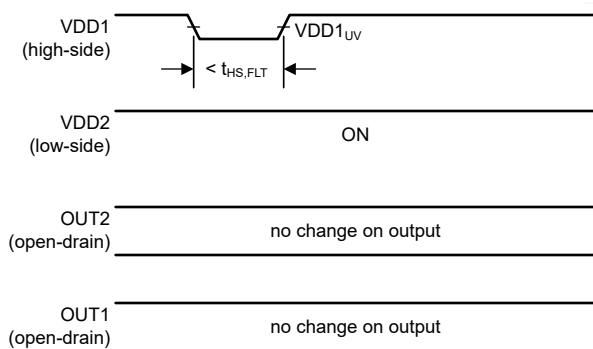 VDD1
(high-side)
VDD1UV
< tHS,FLT
VDD2
(low-side)
ON
OUT2
(open-drain)
no change on output
OUT1
(open-drain)
no change on output